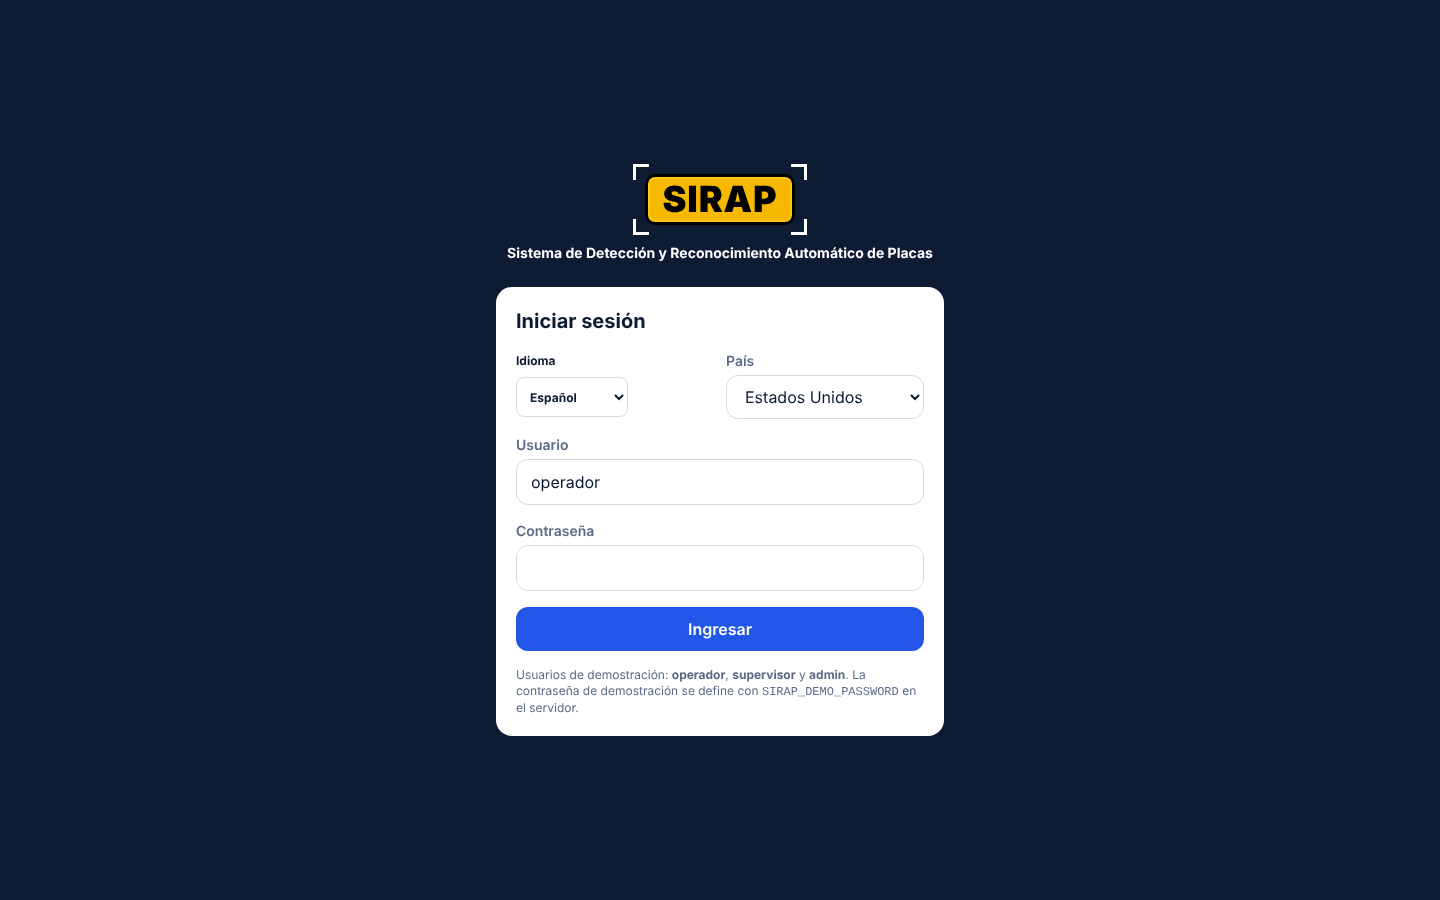 SIRAP
Sistema de Detección y Reconocimiento Automático de Placas
Iniciar sesión
Idioma
País
Español
Estados Unidos
Usuario
operador
Contraseña
Ingresar
Usuarios de demostración: operador, supervisor y admin. La
contraseña de demostración se define con SIRAP_DEMO_PASSWORD en
el servidor.